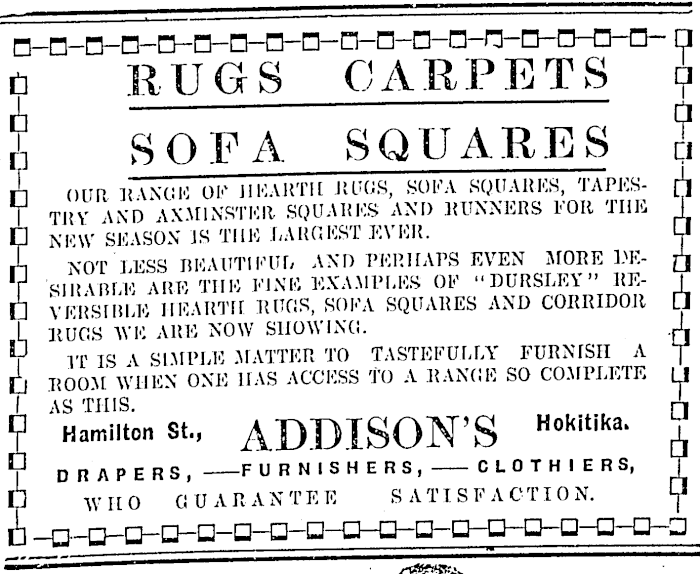 RUGS CARPETS
SOFA SQUARES
OUR RANGE OF HEARTH RUGS, SOFA SQUARES, TAPES-
TRY AND AXMINSTER SQUARES AND RUNNERS FOR THE
NEW SEASON IS THE LARGEST EVER.
NOT LESS BEAUTIFUL AND PERHAPS EVEN MORE DE-
SIRABLE ARE THE FINE EXAMPLES OF "DURSLEY" RE-
VERSIBLE HEARTH RUGS, SOFA SQUARES AND CORRIDOR
RUGS WE ARE NOW SHOWING.
IT IS A SIMPLE MATTER TO TASTEFULLY FURNISH A
ROOM WHEN ONE HAS ACCESS TO A RANGE SO COMPLETE
AS THIS.
Hamilton St., ADDISON'S Hokitika.
DRAPERS, —FURNISHERS, — CLOTHIERS,
WHO GUARANTEE SATISFACTION.